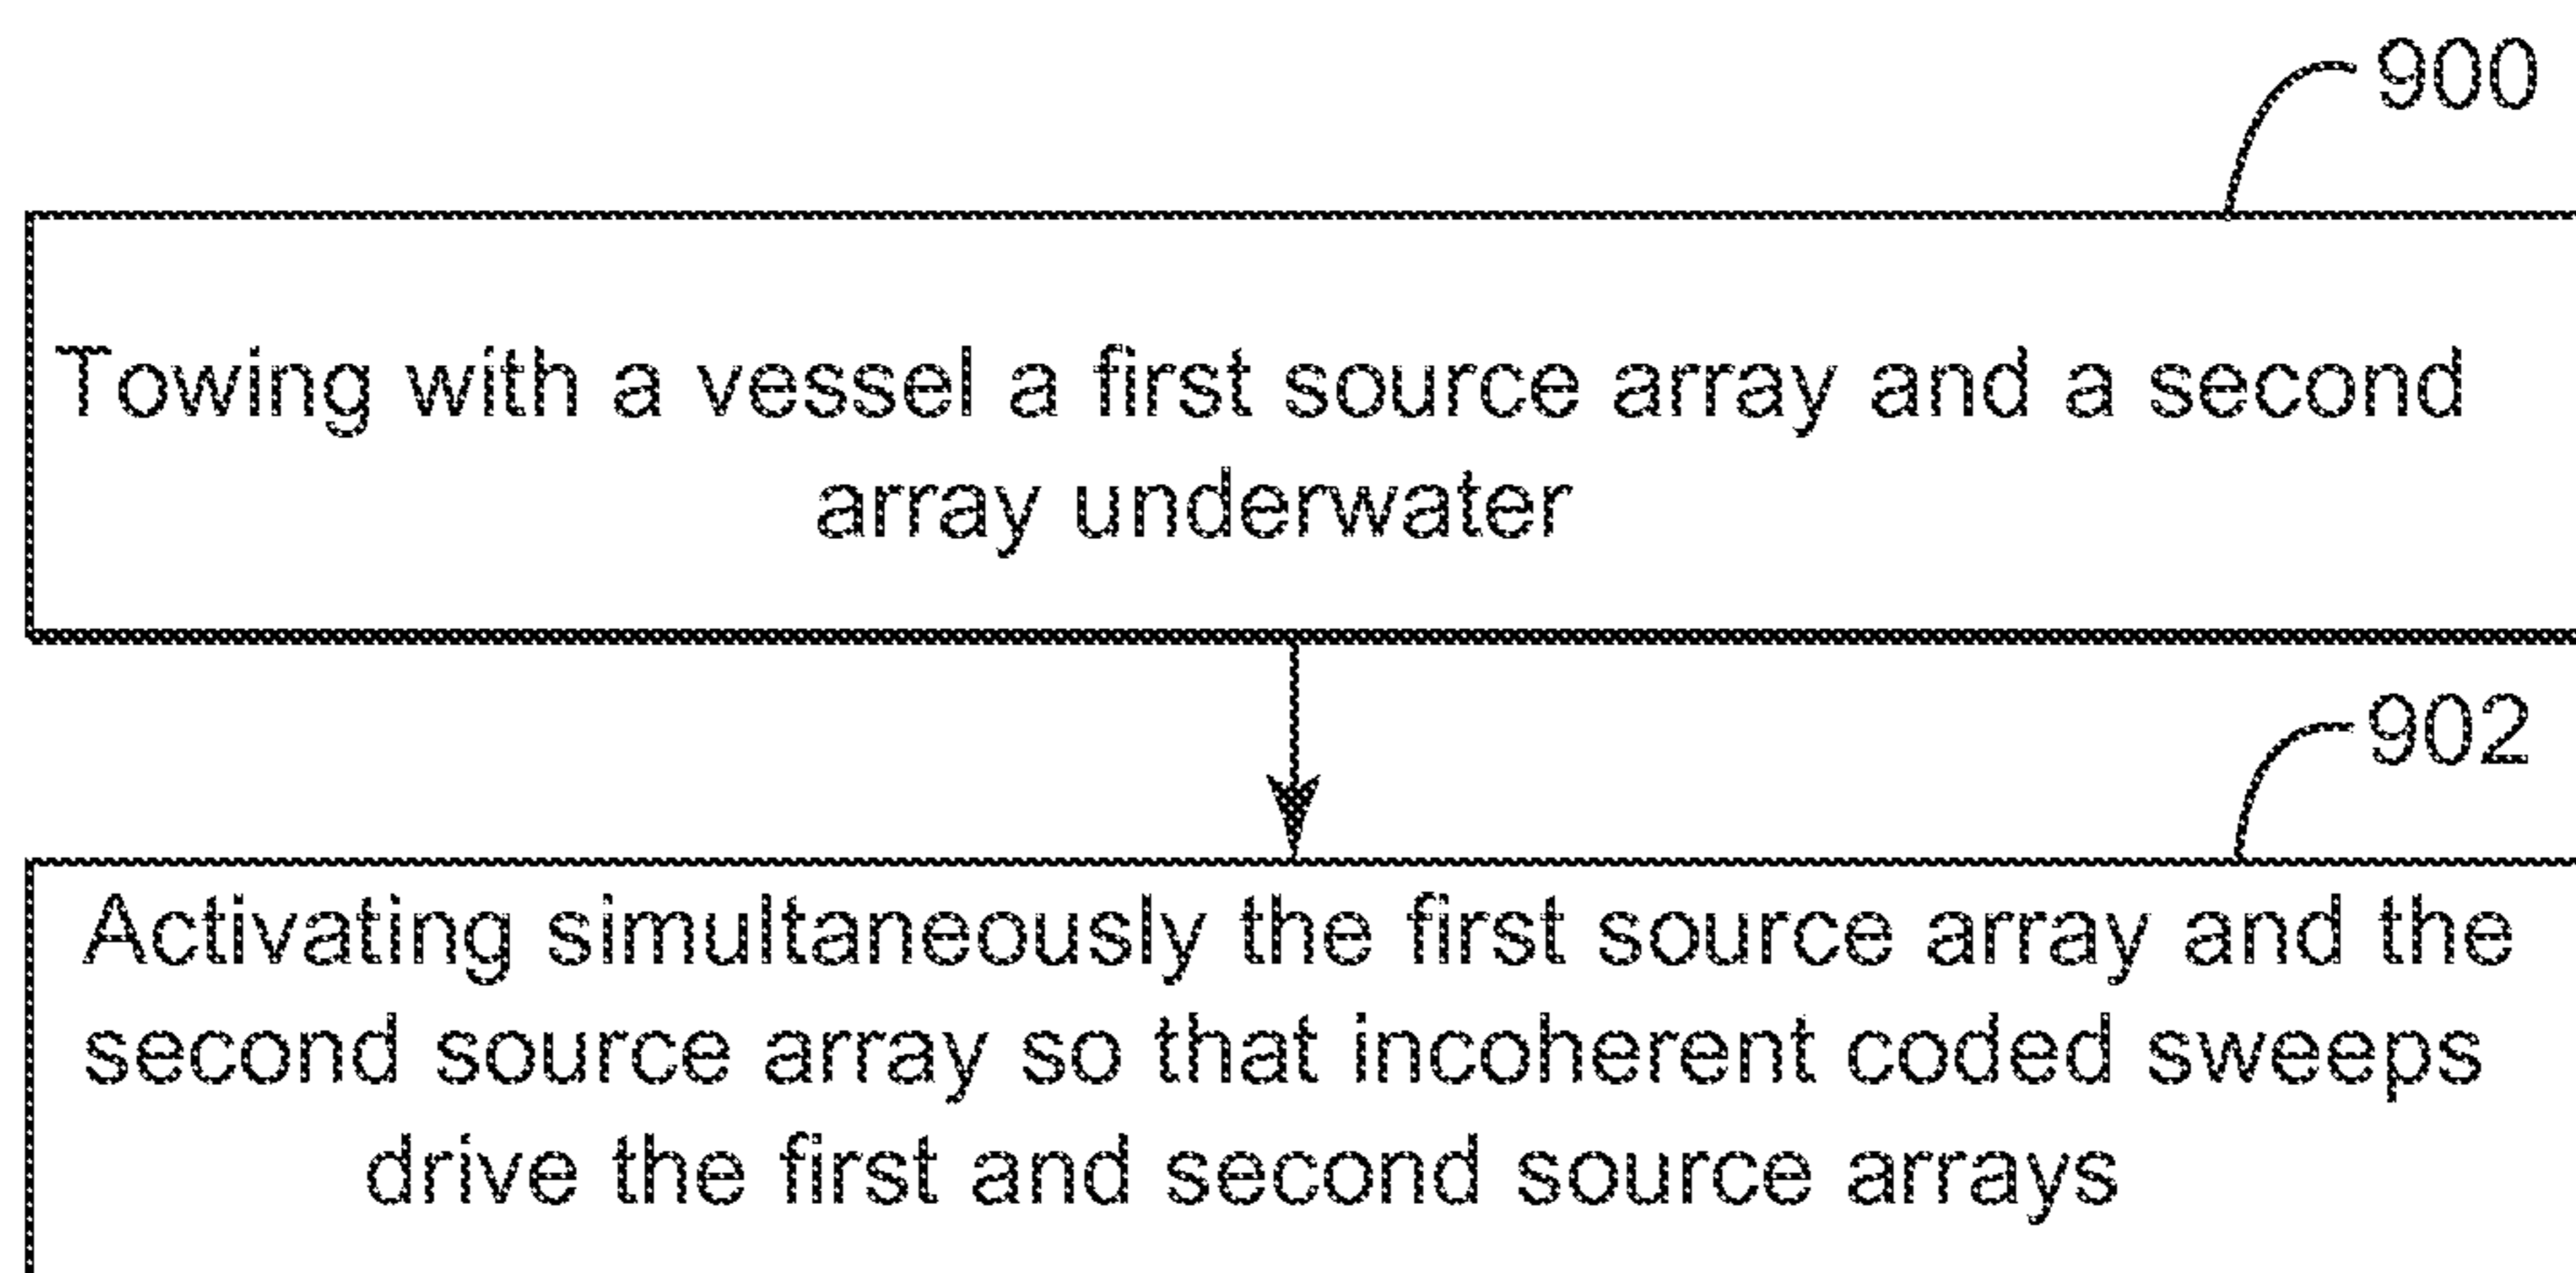 900
Towing with a vessel a first source array and a second
array underwater
902
Activating simultaneously the first source array and the
second source array so that incoherent coded sweeps
drive the first and second source arrays